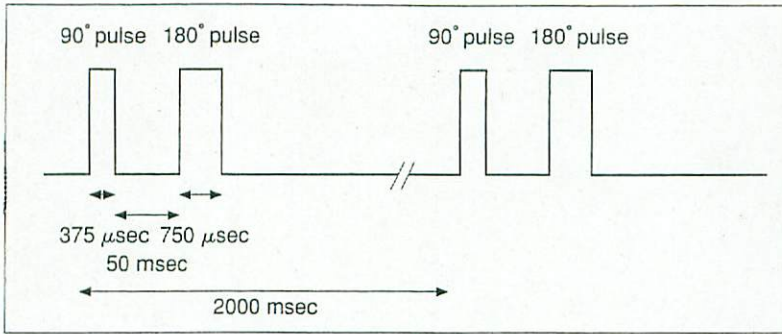 90° pulse 180° pulse 90° pulse 180° pulse
375 μsec 750 μsec
50 msec
2000 msec